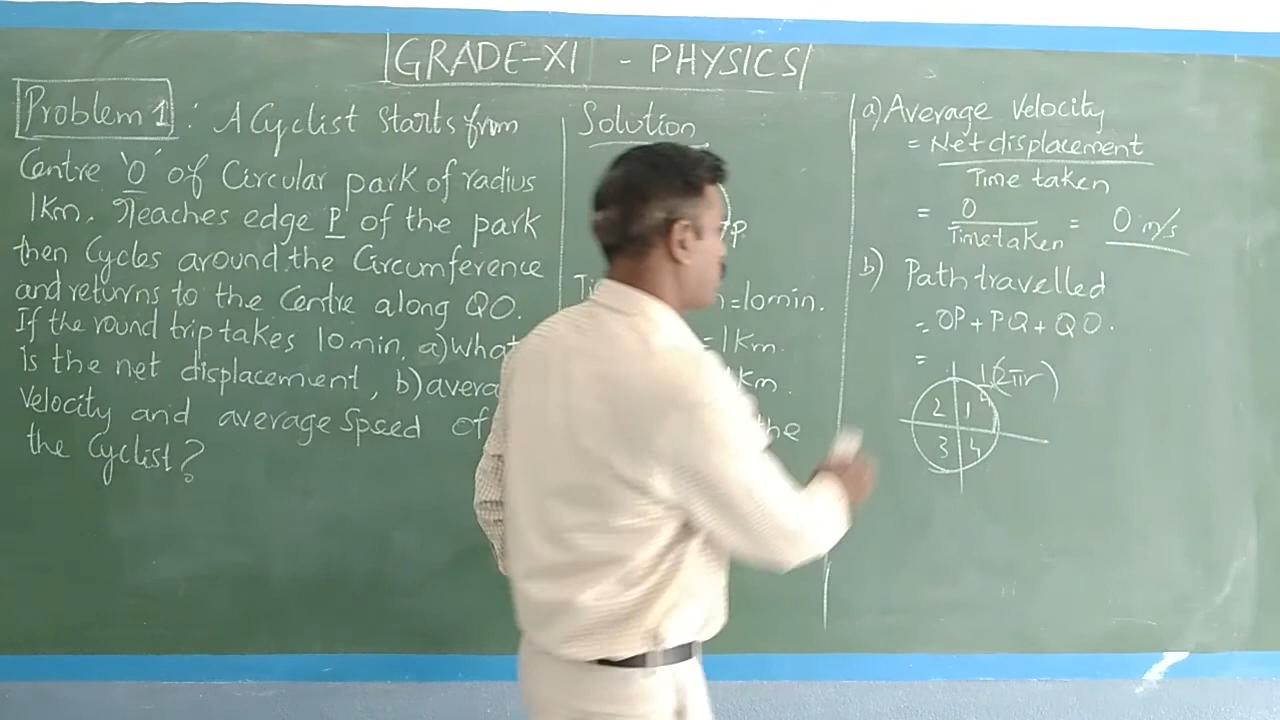 GRADE-XI - PHYSICS
Problem 1 : A Cyclist starts from
Centre 'O' of Circular park of radius
1km. Reaches edge P of the park
then Cycles around the Circumference
and returns to the Centre along QO.
If the round trip takes 10 min, a) What
is the net displacement, b) avera
Velocity and average Speed of
the Cyclist?
Solution
P
=10min.
=1Km.
Km.
the
a) Average Velocity
= Net displacement
Time taken
= 0 / Time taken = 0 m/s
b) Path travelled
= OP + PQ + QO.
=
(2πr)
2 1
3 4